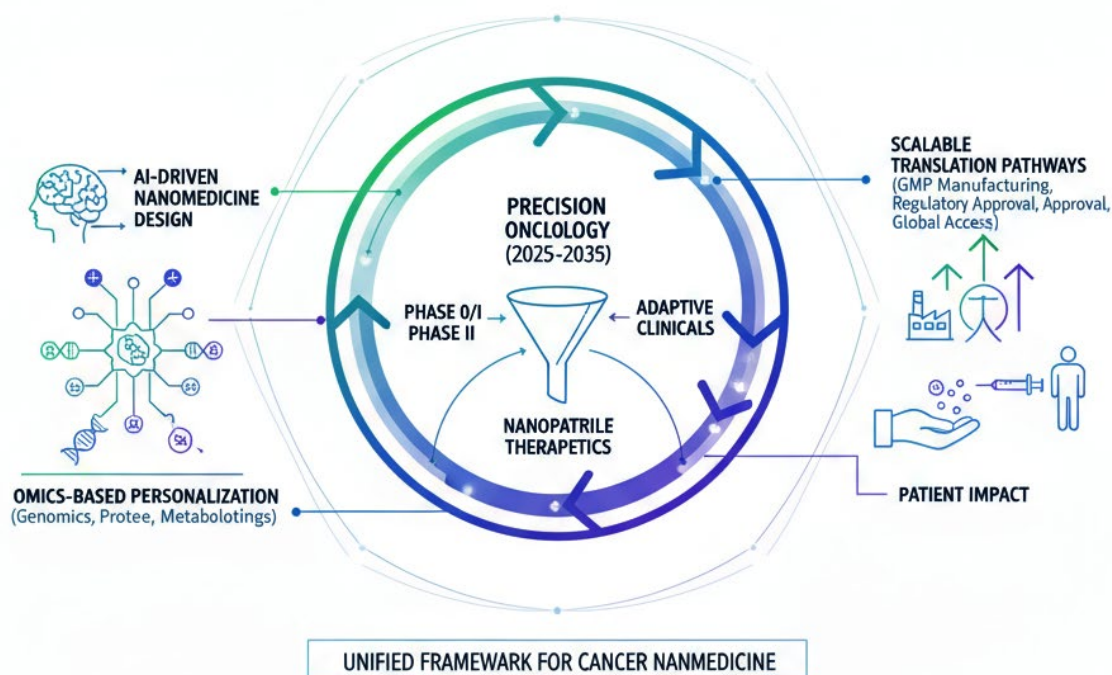 AI-DRIVEN
NANOMEDICINE
DESIGN
OMICS-BASED PERSONALIZATION
(Genomics, Protee, Metabolotings)
PRECISION
ONCLOLOGY
(2025-2035)
PHASE 0/I
PHASE II
ADAPTIVE
CLINICALS
NANOPATRILE
THERAPETICS
SCALABLE
TRANSLATION PATHWAYS
(GMP Manufacturing,
Regulatory Approval, Approval,
Global Access)
PATIENT IMPACT
UNIFIED FRAMEWORK FOR CANCER NANMEDICINE